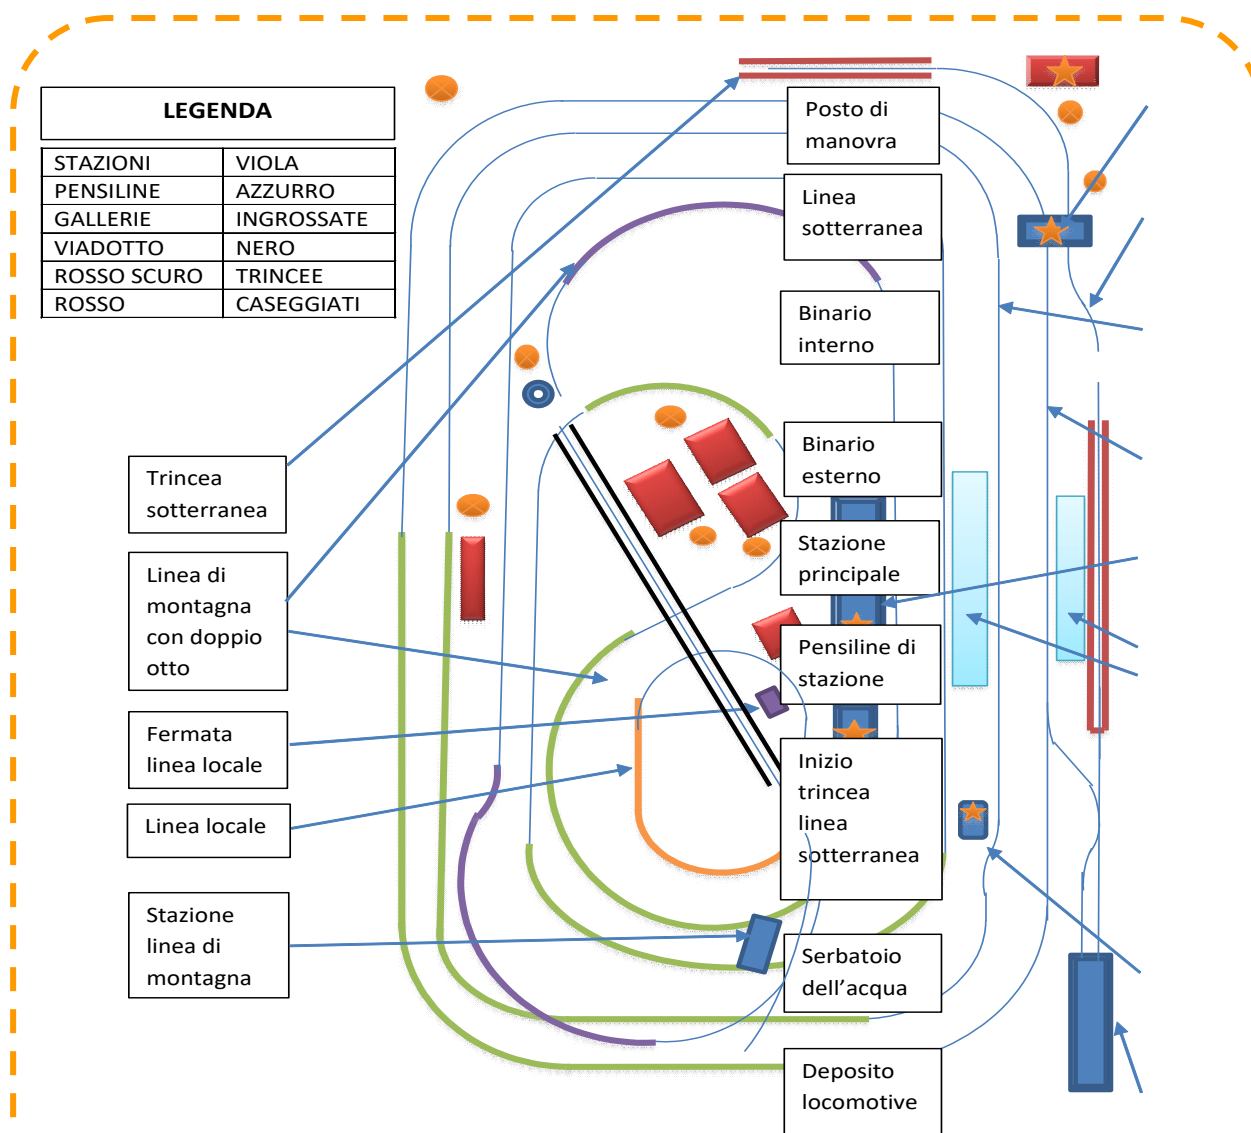 LEGENDA
STAZIONI VIOLA
PENSILINE AZZURRO
GALLERIE INGROSSATE
VIADOTTO NERO
ROSSO SCURO TRINCEE
ROSSO CASEGGIATI
Trincea
sotterranea
Linea di
montagna
con doppio
otto
Fermata
linea locale
Linea locale
Stazione
linea di
montagna
Posto di
manovra
Linea
sotterranea
Binario
interno
Binario
esterno
Stazione
principale
Pensiline di
stazione
Inizio
trincea
linea
sotterranea
Serbatoio
dell’acqua
Deposito
locomotive